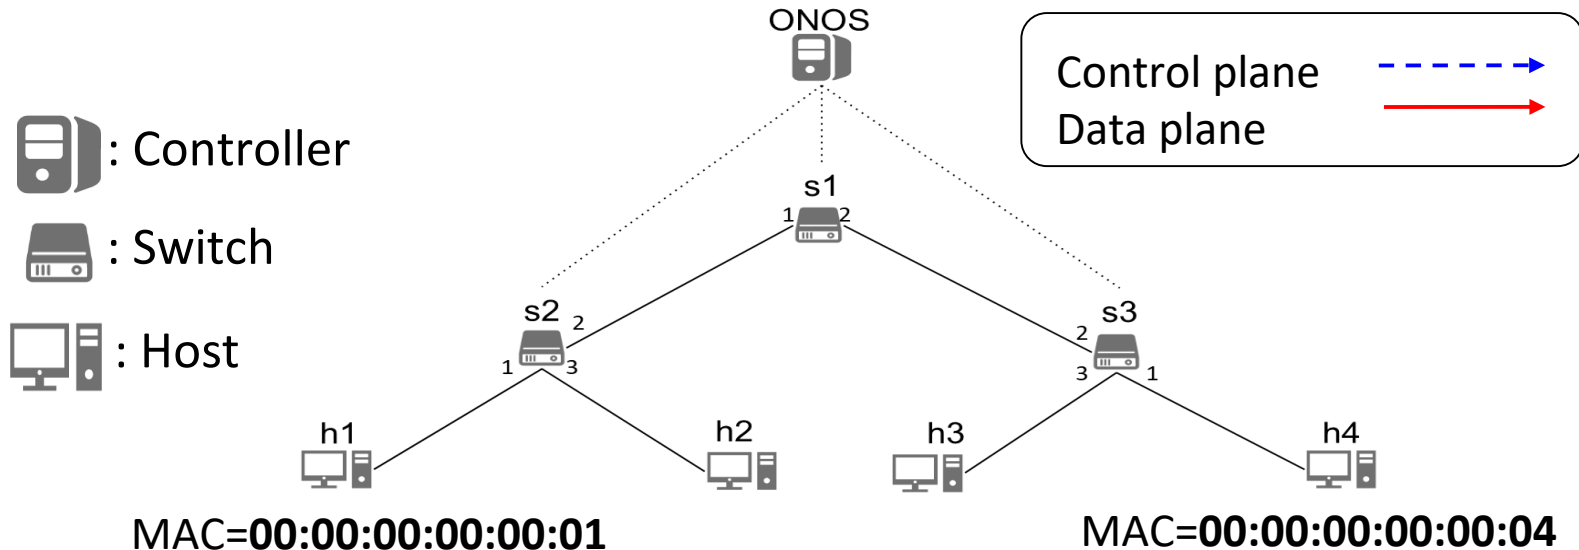 ONOS
Control plane
Data plane
: Controller
s1
1 2
: Switch
s2
2
1 3
s3
2
3 1
: Host
h1
h2
h3
h4
MAC=00:00:00:00:00:01
MAC=00:00:00:00:00:04